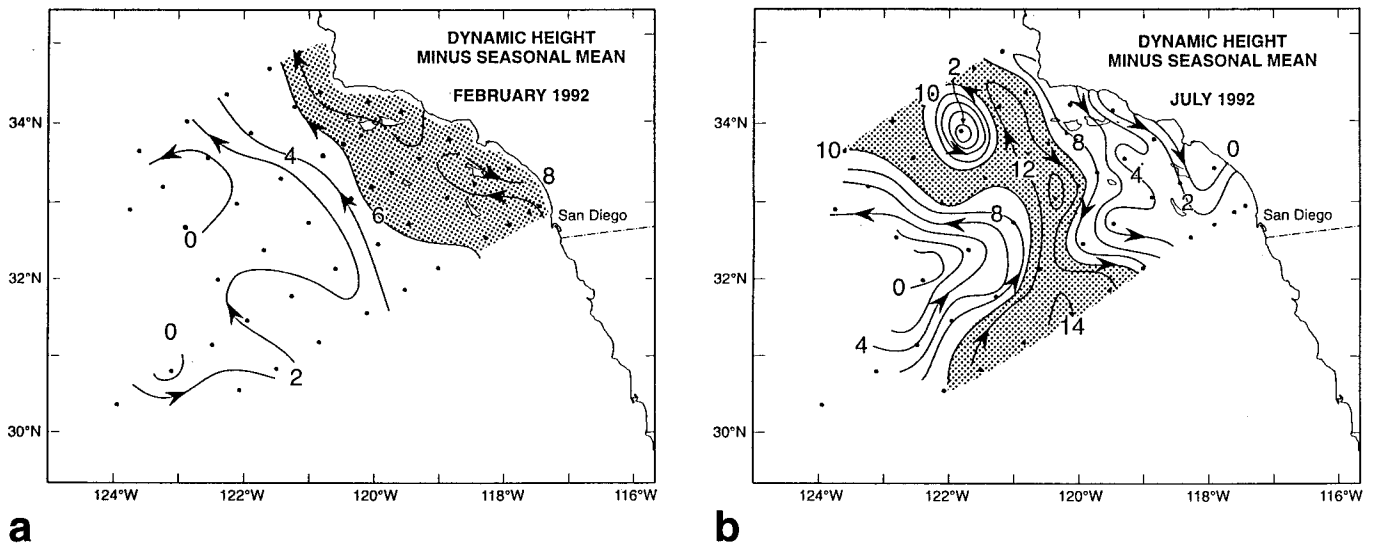 DYNAMIC HEIGHT
MINUS SEASONAL MEAN
FEBRUARY 1992
34°N
32°N
30°N
4
8
6
0
0
2
San Diego
124°W
122°W
120°W
118°W
116°W
a
DYNAMIC HEIGHT
MINUS SEASONAL MEAN
JULY 1992
34°N
32°N
30°N
2
10
10
8
0
12
4
2
8
0
14
4
San Diego
124°W
122°W
120°W
118°W
116°W
b